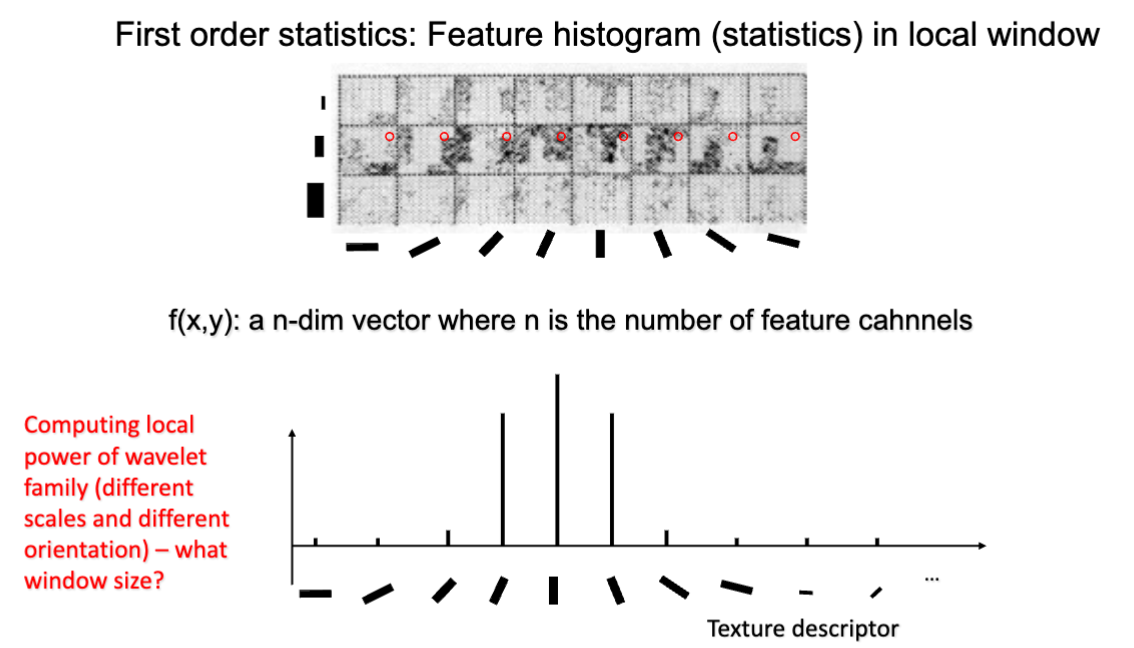 First order statistics: Feature histogram (statistics) in local window
f(x,y): a n-dim vector where n is the number of feature cahnnels
Computing local
power of wavelet
family (different
scales and different
orientation) – what
window size?
...
Texture descriptor